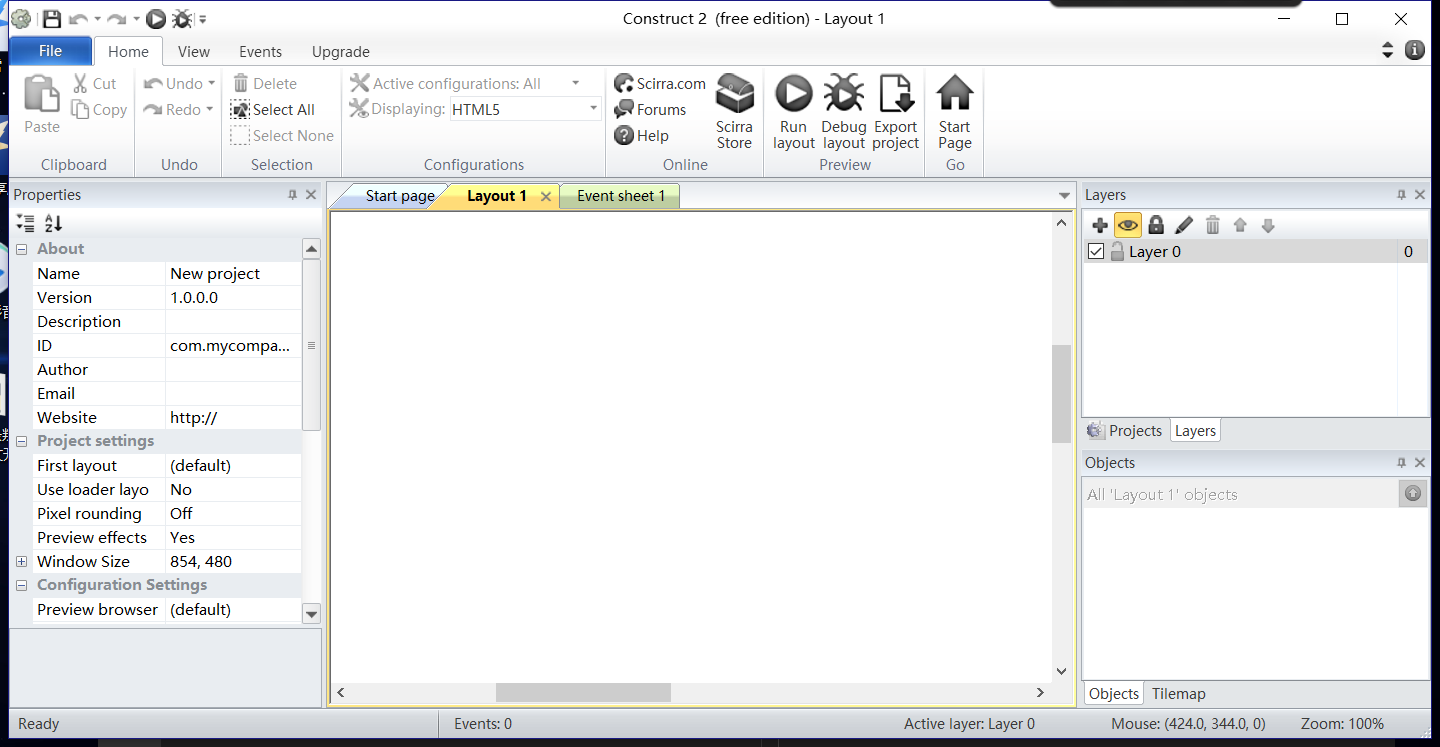 Construct 2 (free edition) - Layout 1
File Home View Events Upgrade
Paste
Cut
Copy
Clipboard
Undo
Redo
Undo
Delete
Select All
Select None
Selection
Active configurations: All
Displaying: HTML5
Configurations
Scirra.com
Forums
Help
Scirra
Store
Online
Run
layout
Debug
layout
Export
project
Preview
Start
Page
Go
Properties
About
Name New project
Version 1.0.0.0
Description
ID com.mycompa...
Author
Email
Website http://
Project settings
First layout (default)
Use loader layo No
Pixel rounding Off
Preview effects Yes
Window Size 854, 480
Configuration Settings
Preview browser (default)
Start page Layout 1 Event sheet 1
Layers
Layer 0 0
Projects Layers
Objects
All 'Layout 1' objects
Objects Tilemap
Ready Events: 0 Active layer: Layer 0 Mouse: (424.0, 344.0, 0) Zoom: 100%